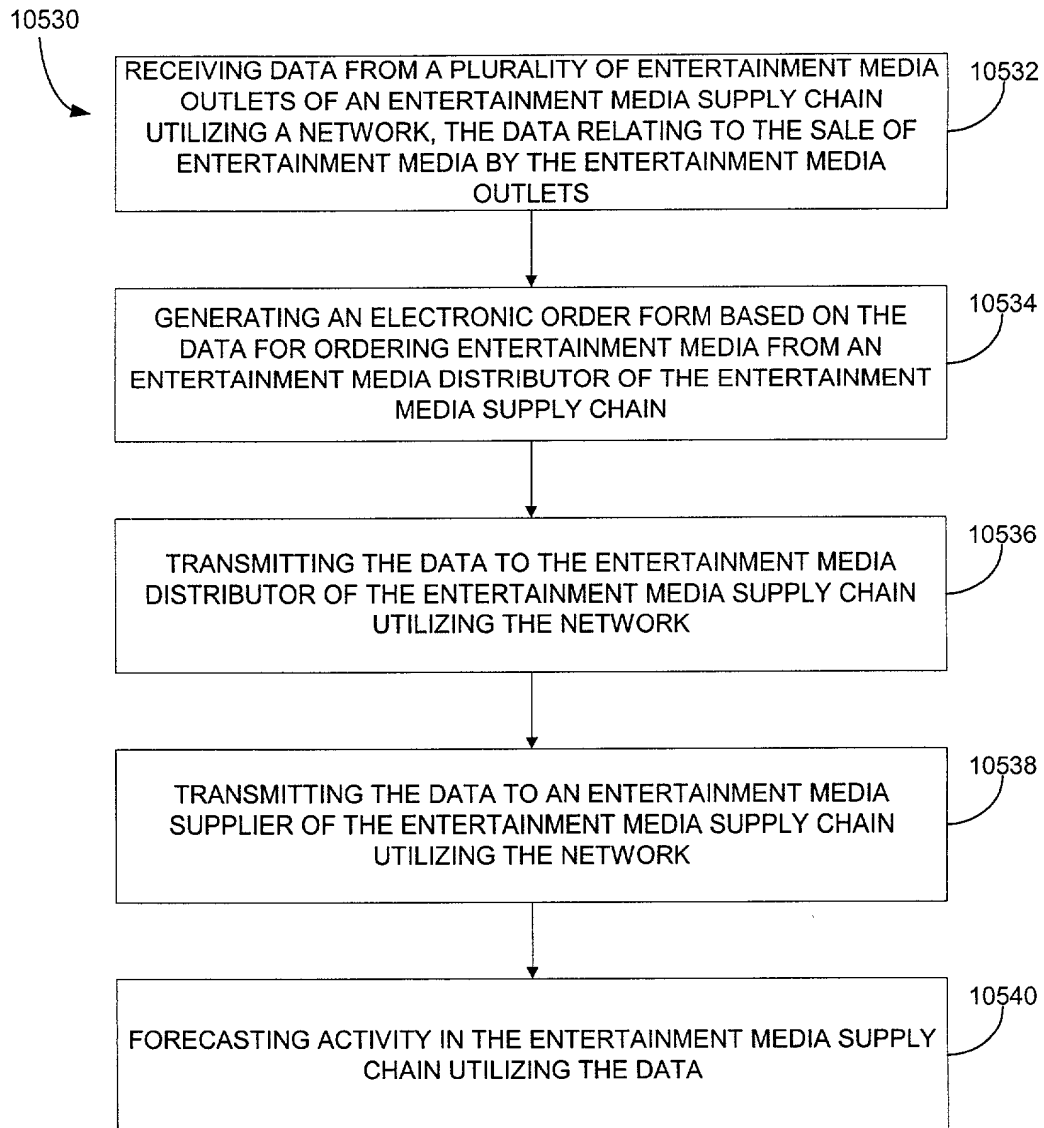 10530
RECEIVING DATA FROM A PLURALITY OF ENTERTAINMENT MEDIA
OUTLETS OF AN ENTERTAINMENT MEDIA SUPPLY CHAIN
UTILIZING A NETWORK, THE DATA RELATING TO THE SALE OF
ENTERTAINMENT MEDIA BY THE ENTERTAINMENT MEDIA
OUTLETS
10532
GENERATING AN ELECTRONIC ORDER FORM BASED ON THE
DATA FOR ORDERING ENTERTAINMENT MEDIA FROM AN
ENTERTAINMENT MEDIA DISTRIBUTOR OF THE ENTERTAINMENT
MEDIA SUPPLY CHAIN
10534
TRANSMITTING THE DATA TO THE ENTERTAINMENT MEDIA
DISTRIBUTOR OF THE ENTERTAINMENT MEDIA SUPPLY CHAIN
UTILIZING THE NETWORK
10536
TRANSMITTING THE DATA TO AN ENTERTAINMENT MEDIA
SUPPLIER OF THE ENTERTAINMENT MEDIA SUPPLY CHAIN
UTILIZING THE NETWORK
10538
FORECASTING ACTIVITY IN THE ENTERTAINMENT MEDIA SUPPLY
CHAIN UTILIZING THE DATA
10540